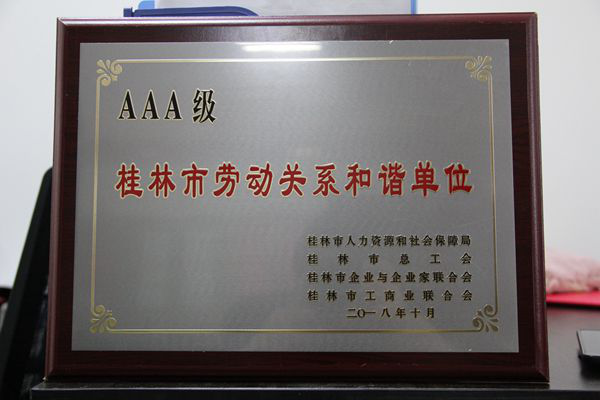 AAA级
桂林市劳动关系和谐单位
桂林市人力资源和社会保障局
桂林市总工会
桂林市企业与企业家联合会
桂林市工商业联合会
二〇一八年十月